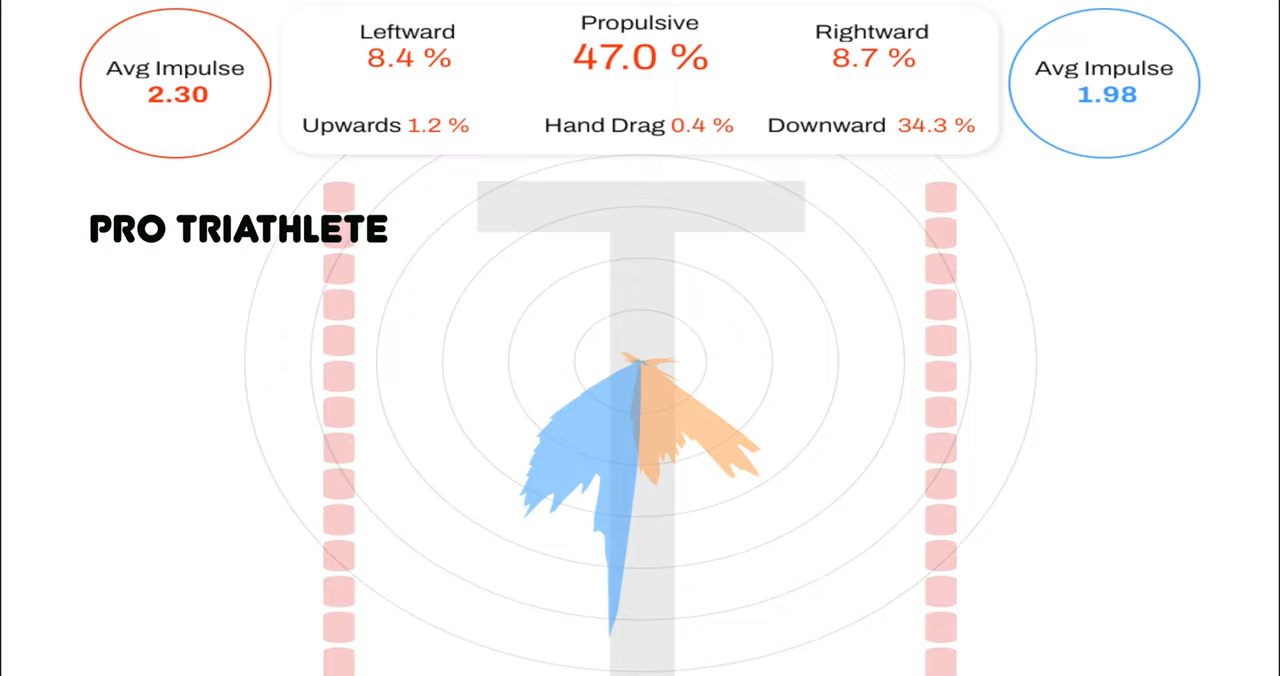 Avg Impulse
2.30
Leftward
8.4 %
Propulsive
47.0 %
Rightward
8.7 %
Upwards 1.2 %
Hand Drag 0.4 %
Downward 34.3 %
Avg Impulse
1.98
PRO TRIATHLETE